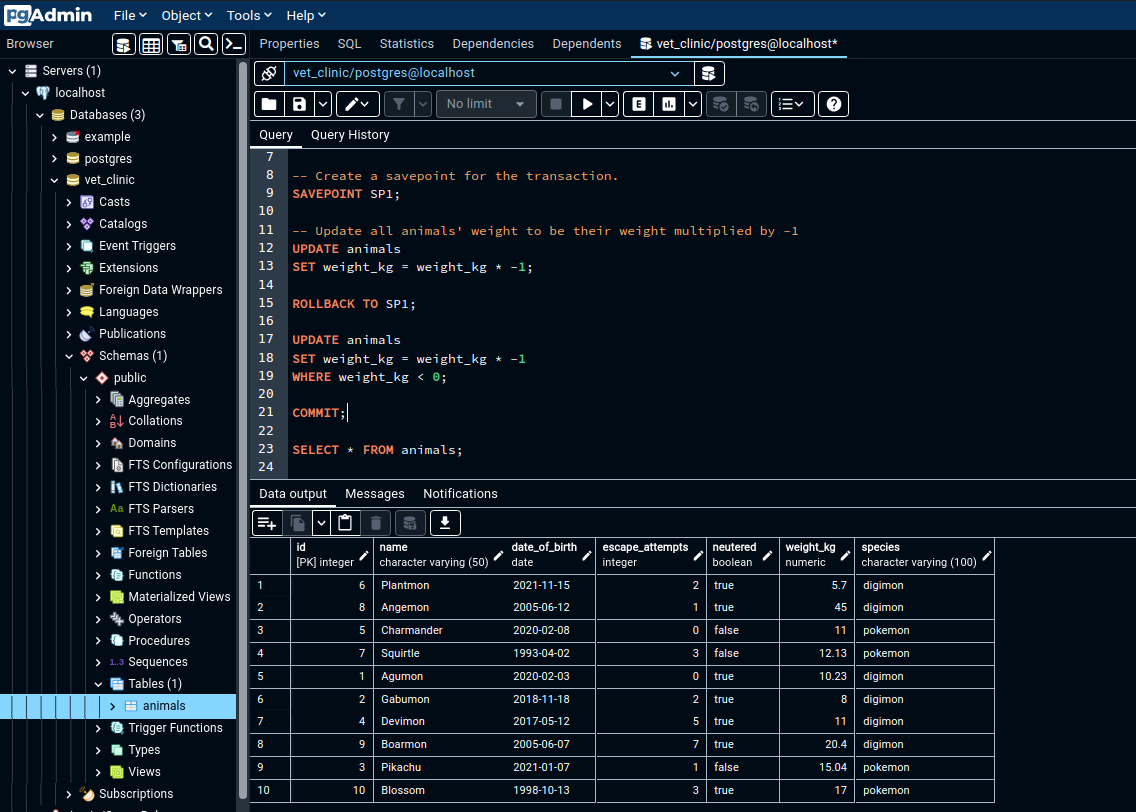 pgAdmin File Object Tools Help
Browser
Properties SQL Statistics Dependencies Dependents vet_clinic/postgres@localhost*
Servers (1)
localhost
Databases (3)
example
postgres
vet_clinic
Casts
Catalogs
Event Triggers
Extensions
Foreign Data Wrappers
Languages
Publications
Schemas (1)
public
Aggregates
Collations
Domains
FTS Configurations
FTS Dictionaries
FTS Parsers
FTS Templates
Foreign Tables
Functions
Materialized Views
Operators
Procedures
Sequences
Tables (1)
animals
Trigger Functions
Types
Views
Subscriptions
vet_clinic/postgres@localhost
No limit
Query Query History
7
8 -- Create a savepoint for the transaction.
9 SAVEPOINT SP1;
10
11 -- Update all animals' weight to be their weight multiplied by -1
12 UPDATE animals
13 SET weight_kg = weight_kg * -1;
14
15 ROLLBACK TO SP1;
16
17 UPDATE animals
18 SET weight_kg = weight_kg * -1
19 WHERE weight_kg < 0;
20
21 COMMIT;
22
23 SELECT * FROM animals;
24
Data output Messages Notifications
id name date_of_birth escape_attempts neutered weight_kg species
[PK] integer character varying (50) date integer boolean numeric character varying (100)
1 6 Plantmon 2021-11-15 2 true 5.7 digimon
2 8 Angemon 2005-06-12 1 true 45 digimon
3 5 Charmander 2020-02-08 0 false 11 pokemon
4 7 Squirtle 1993-04-02 3 false 12.13 pokemon
5 1 Agumon 2020-02-03 0 true 10.23 digimon
6 2 Gabumon 2018-11-18 2 true 8 digimon
7 4 Devimon 2017-05-12 5 true 11 digimon
8 9 Boarmon 2005-06-07 7 true 20.4 digimon
9 3 Pikachu 2021-01-07 1 false 15.04 pokemon
10 10 Blossom 1998-10-13 3 true 17 pokemon